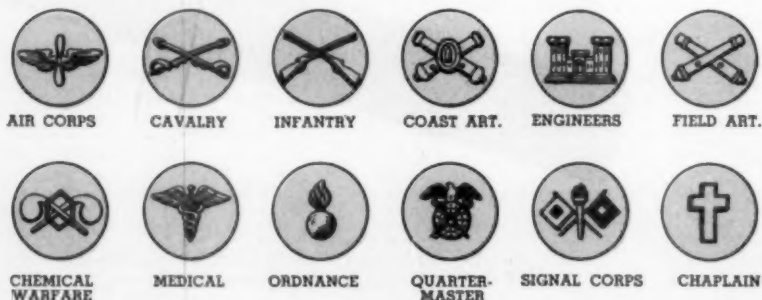 AIR CORPS
CAVALRY
INFANTRY
COAST ART.
ENGINEERS
FIELD ART.
CHEMICAL
WARFARE
MEDICAL
ORDNANCE
QUARTER-
MASTER
SIGNAL CORPS
CHAPLAIN